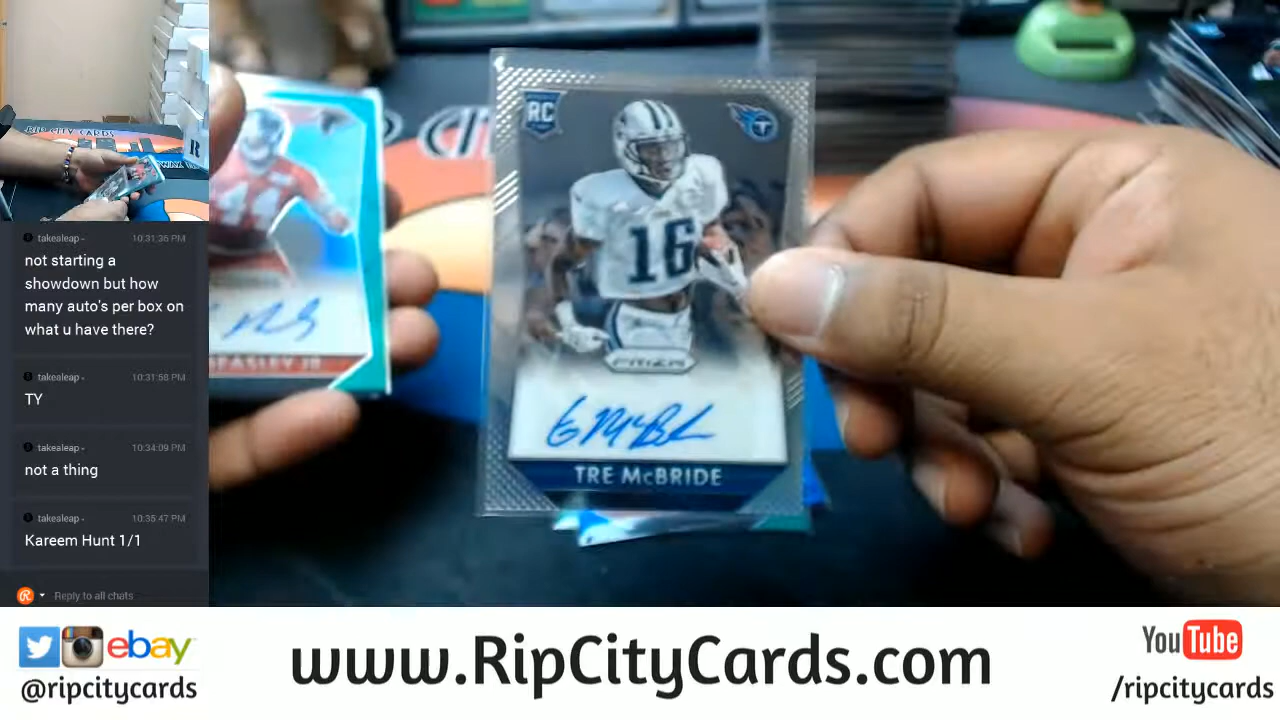 RIP CITY CARDS
takealeap -
10:31:36 PM
not starting a
showdown but how
many auto's per box on
what u have there?
takealeap -
10:31:58 PM
TY
takealeap -
10:34:09 PM
not a thing
takealeap -
10:35:47 PM
Kareem Hunt 1/1
Reply to all chats
41
BEASLEY JR
RC
T
16
PRIZM
TRE McBRIDE
ebay
@ripcitycards
www.RipCityCards.com
YouTube
/ripcitycards